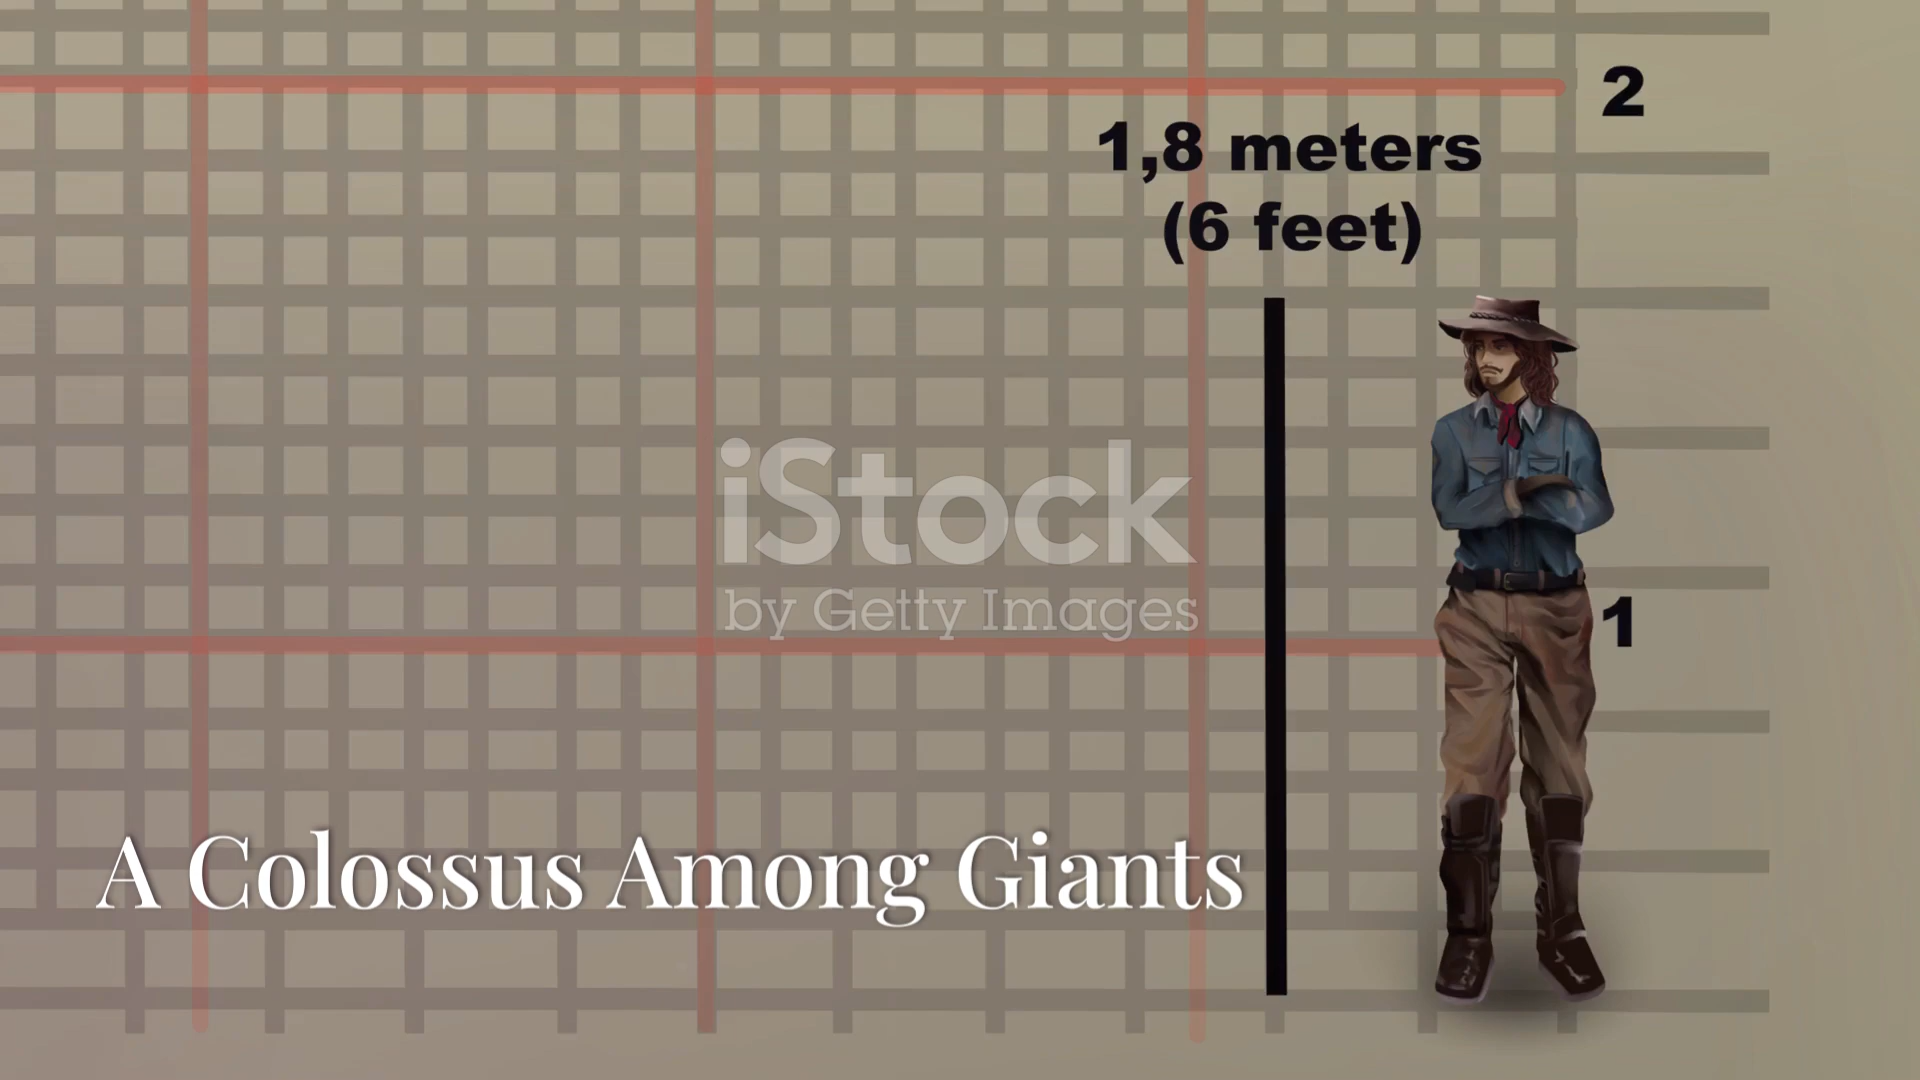 2
1,8 meters
(6 feet)
iStock
by Getty Images
1
A Colossus Among Giants